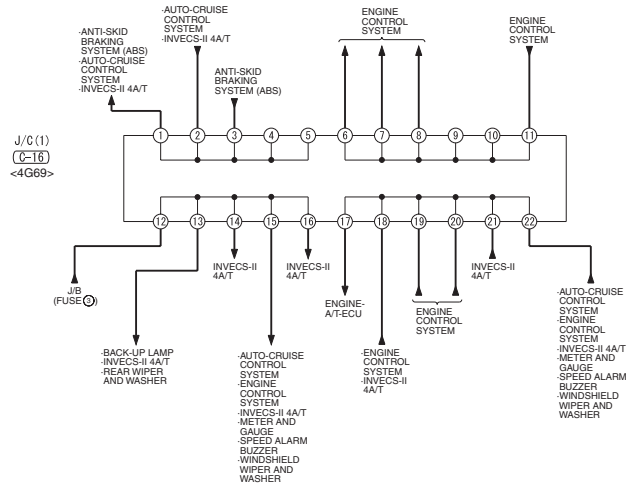 ·ANTI-SKID
BRAKING
SYSTEM (ABS)
·AUTO-CRUISE
CONTROL
SYSTEM
·INVECS-II 4A/T
·AUTO-CRUISE
CONTROL
SYSTEM
·INVECS-II 4A/T
ANTI-SKID
BRAKING
SYSTEM (ABS)
ENGINE
CONTROL
SYSTEM
ENGINE
CONTROL
SYSTEM
J/C (1)
C-16
<4G69>
1 2 3 4 5 6 7 8 9 10 11
12 13 14 15 16 17 18 19 20 21 22
J/B
(FUSE 3)
·BACK-UP LAMP
·INVECS-II 4A/T
·REAR WIPER
AND WASHER
INVECS-II
4A/T
·AUTO-CRUISE
CONTROL
SYSTEM
·ENGINE
CONTROL
SYSTEM
·INVECS-II 4A/T
·METER AND
GAUGE
·SPEED ALARM
BUZZER
·WINDSHIELD
WIPER AND
WASHER
INVECS-II
4A/T
ENGINE-
A/T-ECU
·ENGINE
CONTROL
SYSTEM
·INVECS-II
4A/T
ENGINE
CONTROL
SYSTEM
INVECS-II
4A/T
·AUTO-CRUISE
CONTROL
SYSTEM
·ENGINE
CONTROL
SYSTEM
·INVECS-II 4A/T
·METER AND
GAUGE
·SPEED ALARM
BUZZER
·WINDSHIELD
WIPER AND
WASHER